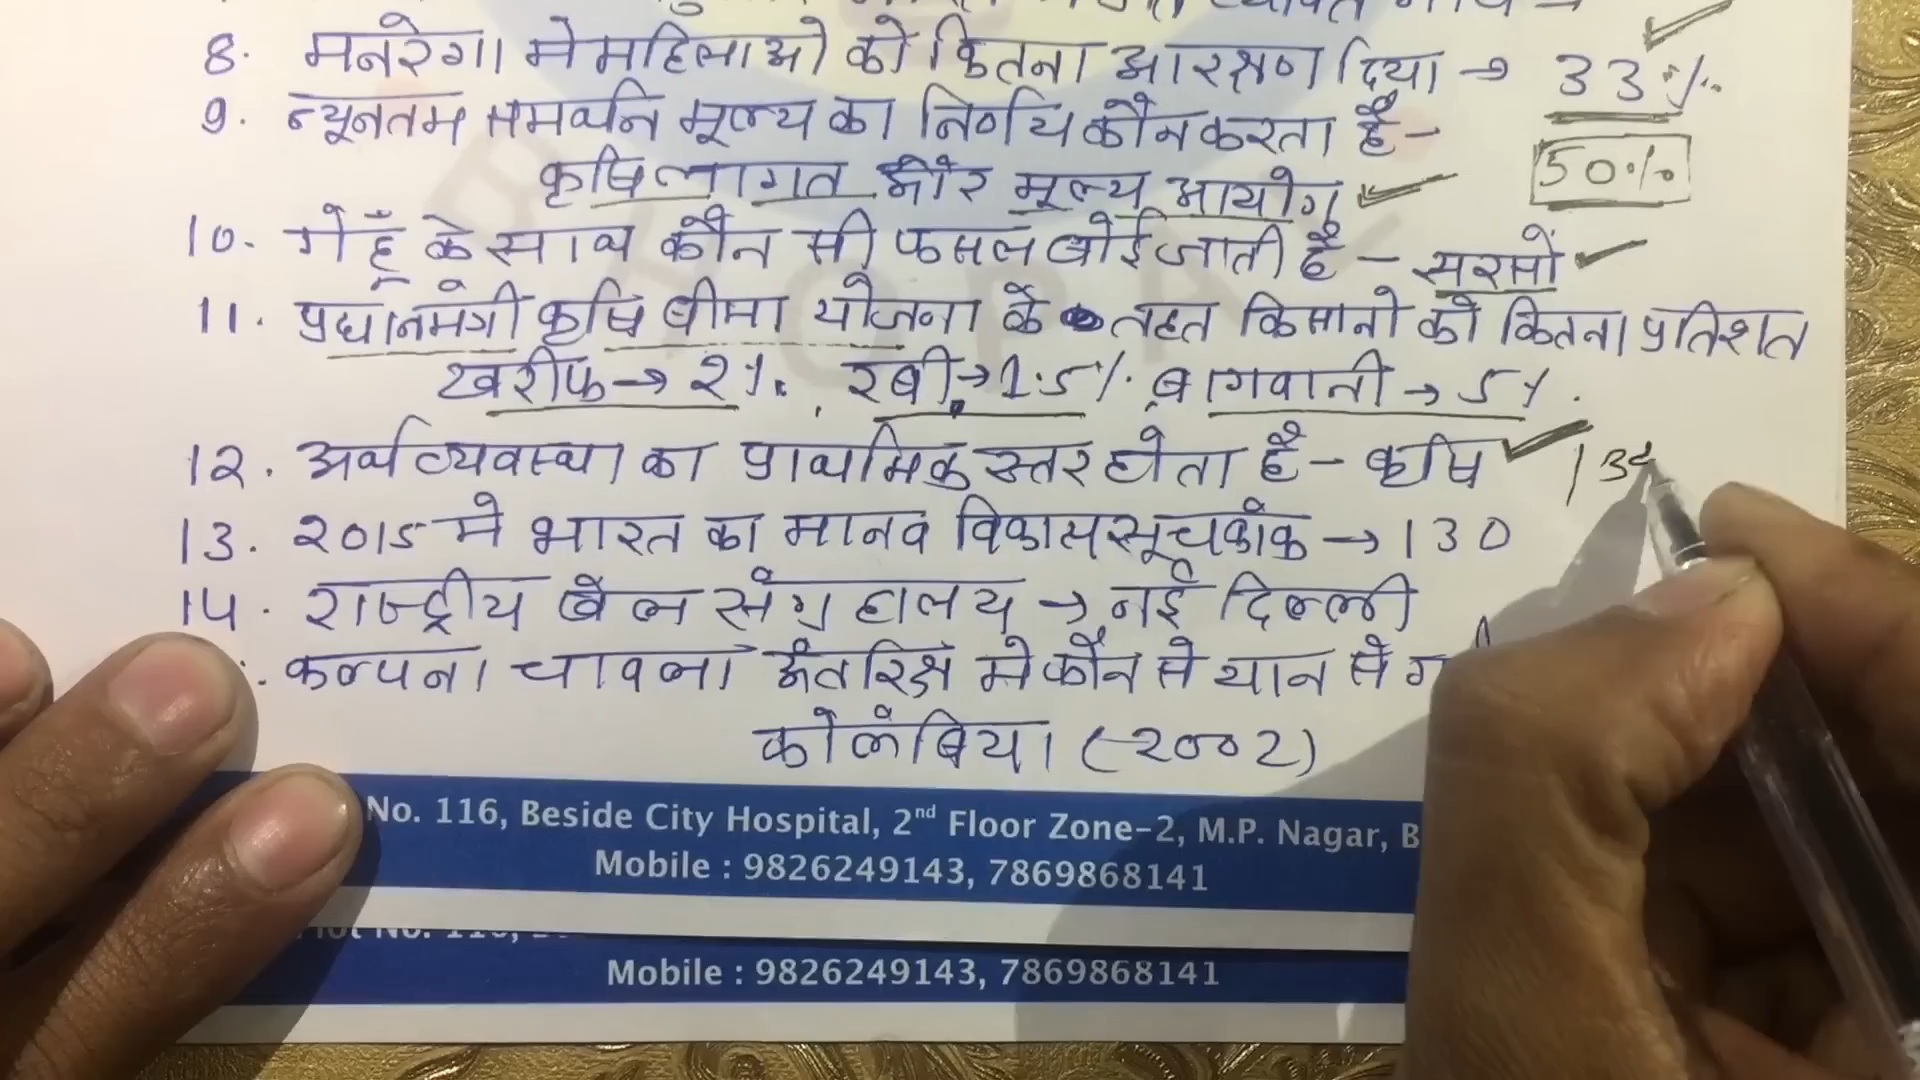 8. मनरेगा मे महिलाओ को कितना आरक्षण दिया → 33%
9. न्यूनतम समर्थन मूल्य का निर्णय कौन करता है-
50%
कृषि लागत और मूल्य आयोग
10. गेहूँ के साथ कौन सी फसल बोई जाती है - सरसों
11. प्रधानमंत्री कृषि बीमा योजना के तहत किसानो को कितना प्रतिशत
खरीफ → 2%. रबी → 1.5%. बागवानी → 5%.
12. अर्थव्यवस्था का प्राथमिक स्तर होता है - कृषि
13. 2015 मे भारत का मानव विकास सूचकांक → 130
14. राष्ट्रीय खेल संग्रहालय → नई दिल्ली
कल्पना चावला अंतरिक्ष मे कौन से यान से
कोलंबिया (-2002)
No. 116, Beside City Hospital, 2nd Floor Zone-2, M.P. Nagar, B
Mobile : 9826249143, 7869868141
Mobile : 9826249143, 7869868141